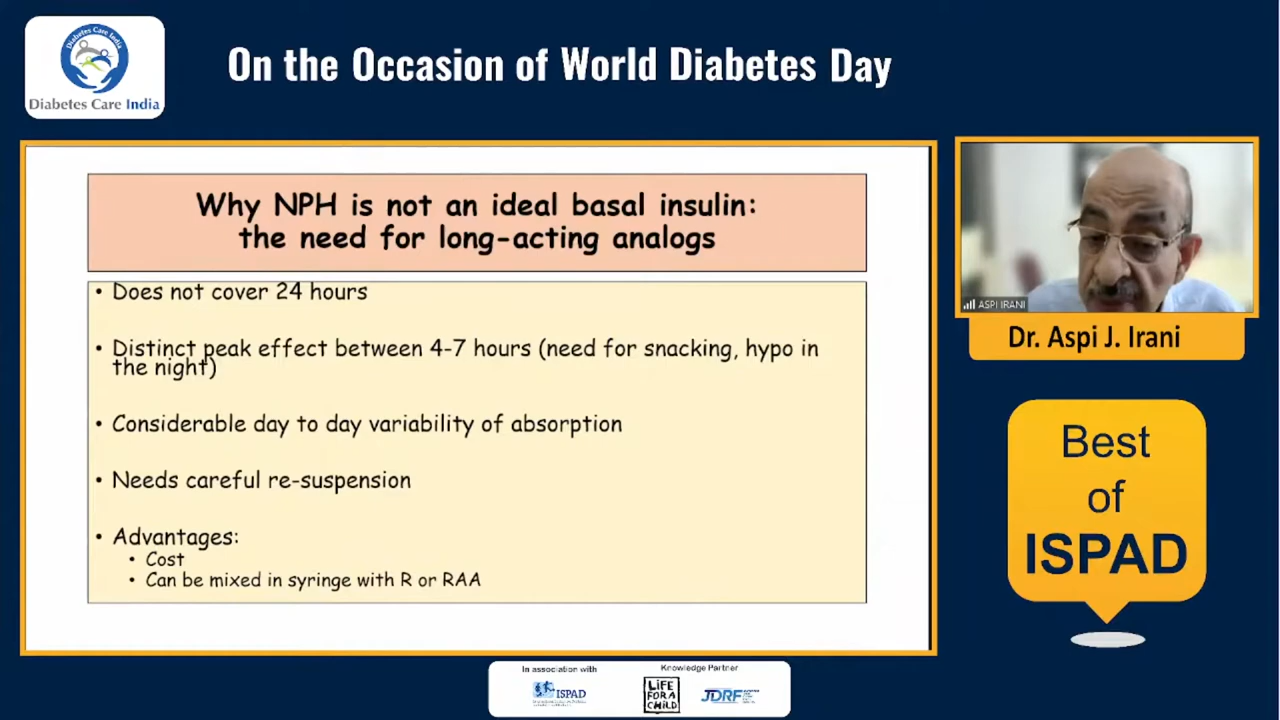 Diabetes Care India
Diabetes Care India
On the Occasion of World Diabetes Day
Why NPH is not an ideal basal insulin:
the need for long-acting analogs
• Does not cover 24 hours
• Distinct peak effect between 4-7 hours (need for snacking, hypo in
the night)
• Considerable day to day variability of absorption
• Needs careful re-suspension
• Advantages:
• Cost
• Can be mixed in syringe with R or RAA
ASPI IRANI
Dr. Aspi J. Irani
Best
of
ISPAD
In association with
ISPAD
Knowledge Partner
LiFE
FOR A
CHiLD
JDRF